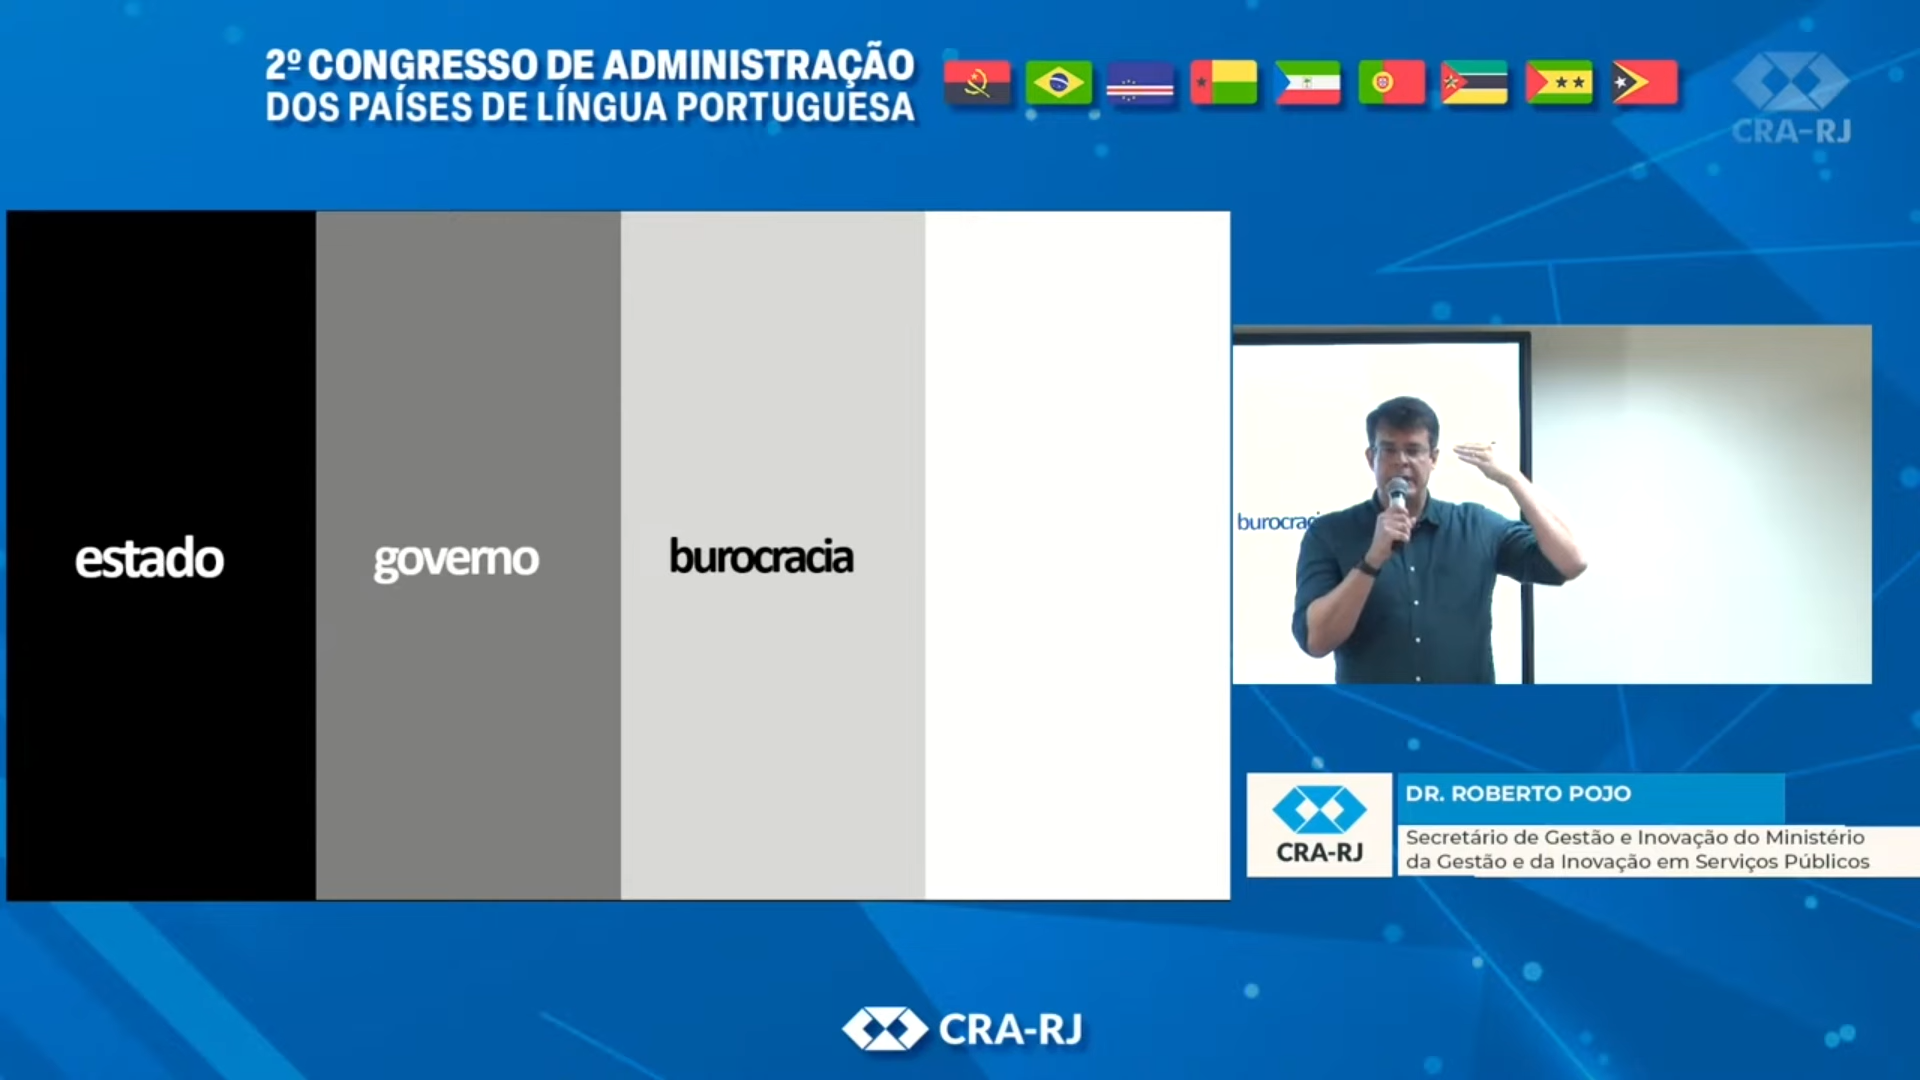 2º CONGRESSO DE ADMINISTRAÇÃO
DOS PAÍSES DE LÍNGUA PORTUGUESA
CRA-RJ
estado
governo
burocracia
burocraci
DR. ROBERTO POJO
Secretário de Gestão e Inovação do Ministério
da Gestão e da Inovação em Serviços Públicos
CRA-RJ
CRA-RJ